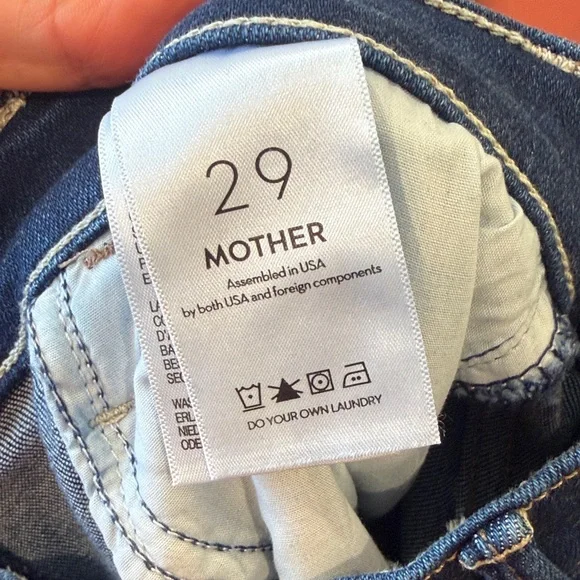 29
MOTHER
Assembled in USA
by both USA and foreign components
DO YOUR OWN LAUNDRY